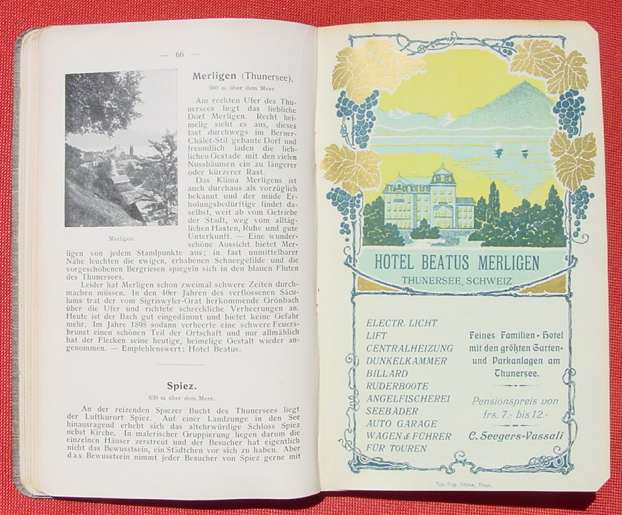 — 66 —
Merligen (Thunersee),
560 m über dem Meer.
Am rechten Ufer des Thu-
nersees liegt das liebliche
Dorf Merligen. Recht hei-
melig sieht es aus, dieses
fast durchwegs im Berner-
Châlet-Stil gebaute Dorf und
freundlich laden die lieb-
lichen Gestade mit den vielen
Nussbäumen ein zu längerer
oder kürzerer Rast.
Das Klima Merligens ist
auch durchaus als vorzüglich
bekannt und der müde Er-
holungsbedürftige findet da-
selbst, weit ab vom Getriebe
der Stadt, weg vom alltäg-
lichen Hasten, Ruhe und gute
Unterkunft. — Eine wunder-
schöne Aussicht bietet Mer-
Merligen.
ligen von jedem Standpunkte aus; in fast unmittelbarer
Nähe leuchten die ewigen, erhabenen Schneegefilde und die
vorgeschobenen Bergriesen spiegeln sich in den blauen Fluten
des Thunersees.
Leider hat Merligen schon zweimal schwere Zeiten durch-
machen müssen. In den 40er Jahren des verflossenen Säcu-
lums trat der vom Sigriswyler-Grat herkommende Grönbach
über die Ufer und richtete schreckliche Verheerungen an.
Heute ist der Bach gut eingedämmt und bietet keine Gefahr
mehr. Im Jahre 1898 sodann verheerte eine schwere Feuers-
brunst einen schönen Teil der Ortschaft und nur allmählich
hat der Flecken seine heutige, heimelige Gestalt wieder an-
genommen. — Empfehlenswert: Hotel Beatus.
Spiez.
628 m über dem Meer.
An der reizenden Spiezer Bucht des Thunersees liegt
der Luftkurort Spiez. Auf einer Landzunge in den See
hinausragend erhebt sich das altehrwürdige Schloss Spiez
nebst Kirche. In malerischer Gruppierung liegen darum die
einzelnen Häuser zerstreut und der Besucher hat eigentlich
nicht das Bewusstsein, ein Städtchen vor sich zu haben. Aber
das Bewusstsein nimmt jeder Besucher von Spiez gerne mit
HOTEL BEATUS MERLIGEN
THUNERSEE, SCHWEIZ
ELECTR. LICHT
LIFT
CENTRALHEIZUNG
DUNKELKAMMER
BILLARD
RUDERBOOTE
ANGELFISCHEREI
SEEBÄDER
AUTO GARAGE
WAGEN & FÜHRER
FÜR TOUREN
Feines Familien-Hotel
mit den größten Garten-
und Parkanlagen am
Thunersee.
Pensionspreis von
frs. 7.- bis 12.-
C. Seegers-Vassali